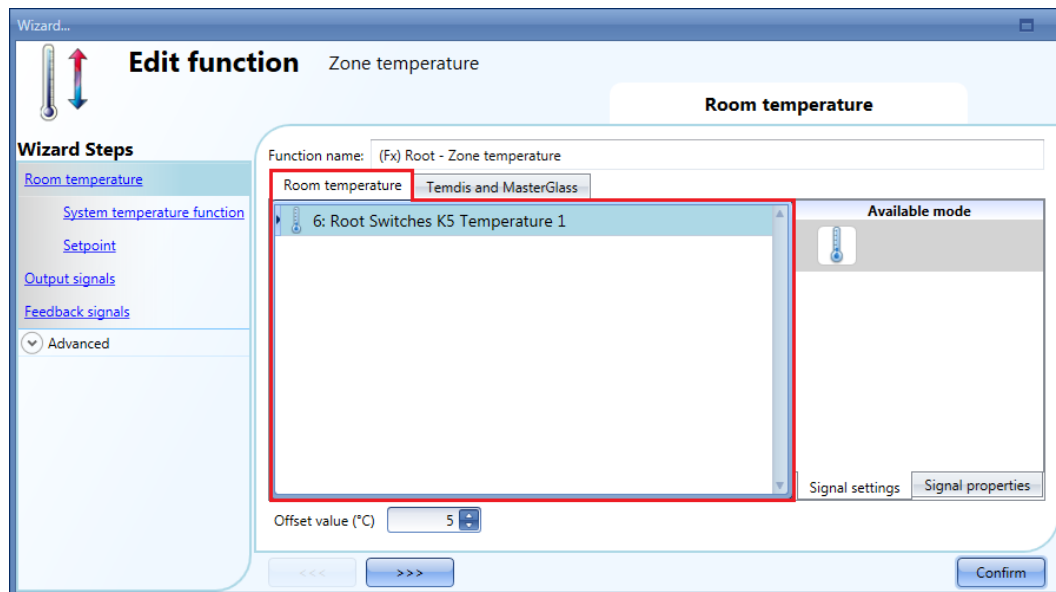 Wizard...
Edit function Zone temperature
Room temperature
Wizard Steps
Room temperature
System temperature function
Setpoint
Output signals
Feedback signals
Advanced
Function name: (Fx) Root - Zone temperature
Room temperature Temdis and MasterGlass
6: Root Switches K5 Temperature 1
Available mode
Signal settings Signal properties
Offset value (°C) 5
<<< >>> Confirm